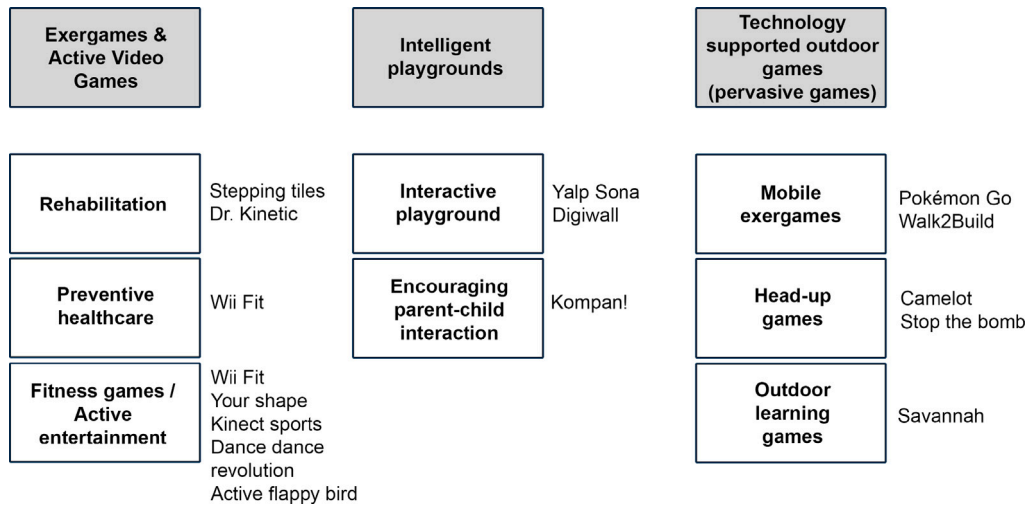 Exergames &
Active Video
Games
Intelligent
playgrounds
Technology
supported outdoor
games
(pervasive games)
Rehabilitation
Stepping tiles
Dr. Kinetic
Interactive
playground
Yalp Sona
Digiwall
Mobile
exergames
Pokémon Go
Walk2Build
Preventive
healthcare
Wii Fit
Encouraging
parent-child
interaction
Kompan!
Head-up
games
Camelot
Stop the bomb
Fitness games /
Active
entertainment
Wii Fit
Your shape
Kinect sports
Dance dance
revolution
Active flappy bird
Outdoor
learning
games
Savannah